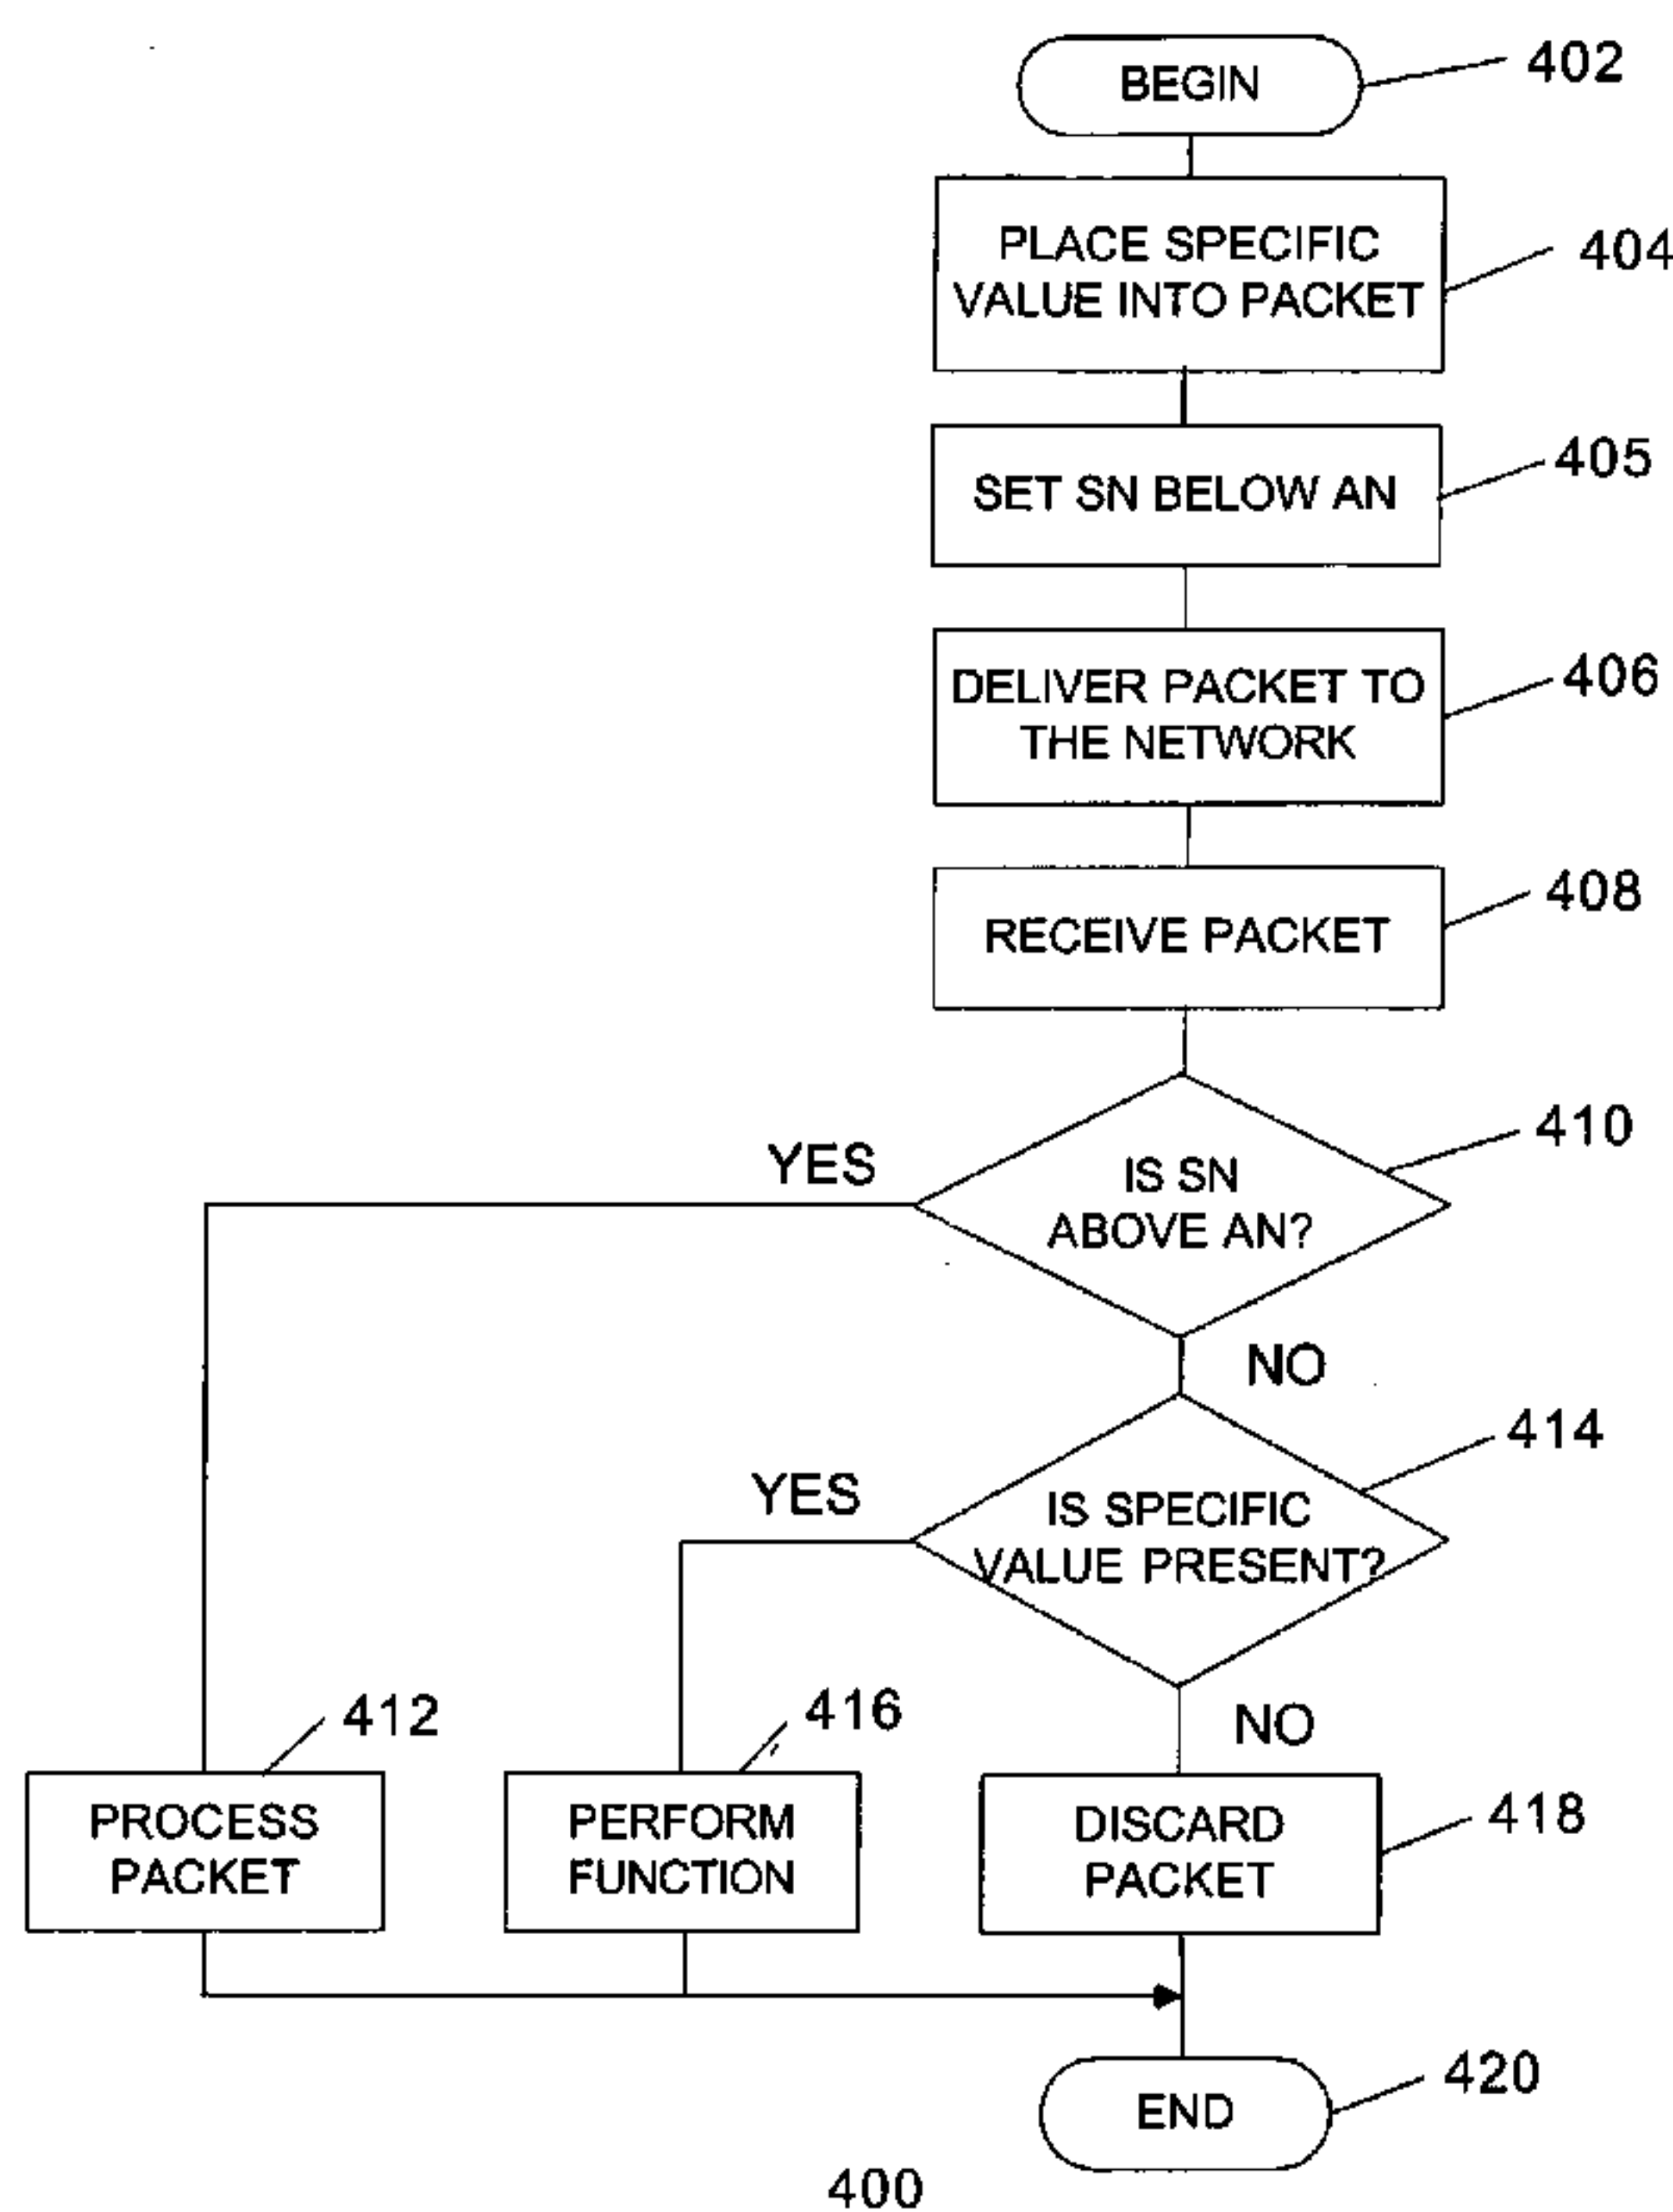 BEGIN
402
PLACE SPECIFIC
VALUE INTO PACKET
404
SET SN BELOW AN
405
DELIVER PACKET TO
THE NETWORK
406
RECEIVE PACKET
408
IS SN
ABOVE AN?
410
YES
NO
IS SPECIFIC
VALUE PRESENT?
414
YES
NO
412
PROCESS
PACKET
416
PERFORM
FUNCTION
418
DISCARD
PACKET
END
420
400